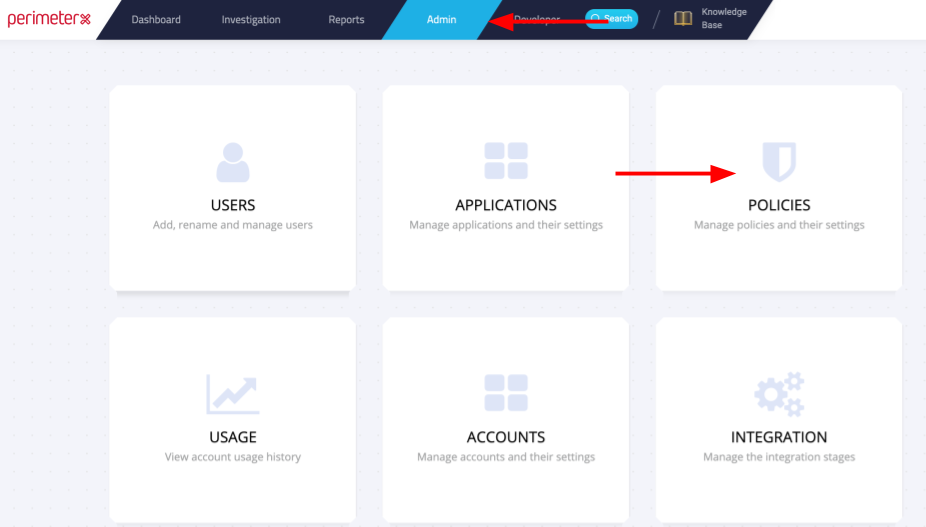 perimeterx
Dashboard
Investigation
Reports
Admin
Developer
Search
Knowledge
Base
USERS
Add, rename and manage users
APPLICATIONS
Manage applications and their settings
POLICIES
Manage policies and their settings
USAGE
View account usage history
ACCOUNTS
Manage accounts and their settings
INTEGRATION
Manage the integration stages